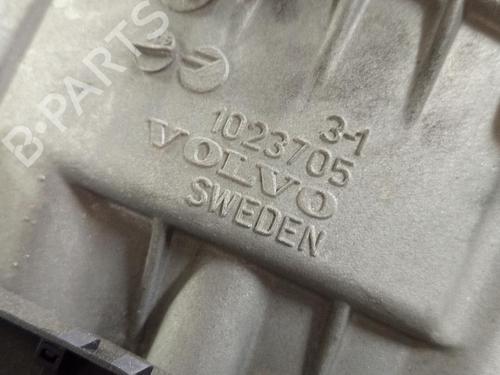 B-PARTS
3-1
1023705
VOLVO
SWEDEN